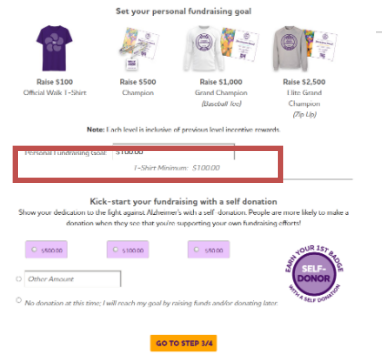 Set your personal fundraising goal
Raise $100
Official Walk T-Shirt
Raise $500
Champion
Raise $1,000
Grand Champion
(Baseball Tee)
Raise $2,500
Elite Grand
Champion
(Zip Up)
Note: Each level is inclusive of previous level incentive rewards.
Personal Fundraising Goal $100.00
T-Shirt Minimum: $100.00
Kick-start your fundraising with a self donation
Show your dedication to the fight against Alzheimer's with a self-donation. People are more likely to make a
donation when they see that you're supporting your own fundraising efforts!
$500.00
$100.00
$50.00
EARN YOUR 1ST BADGE
SELF-
DONOR
WITH A SELF DONATION
Other Amount
No donation at this time; I will reach my goal by raising funds and/or donating later.
GO TO STEP 3/4